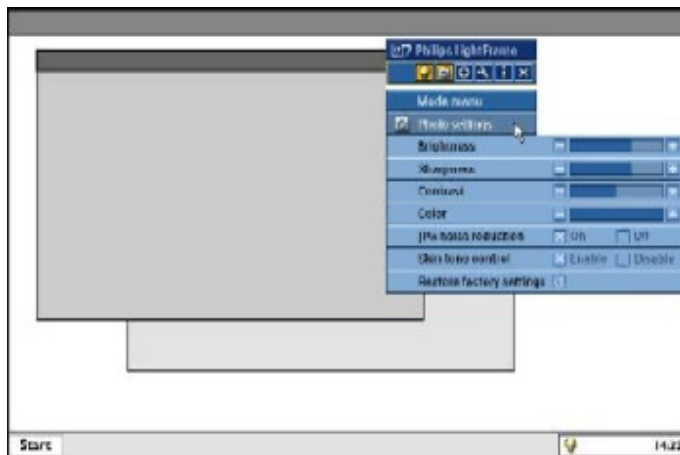 Philips LightFrame
Mode menu
Photo settings
Brightness
Sharpness
Contrast
Color
JPG noise reduction On Off
Skin tone control Enable Disable
Restore factory settings
Start